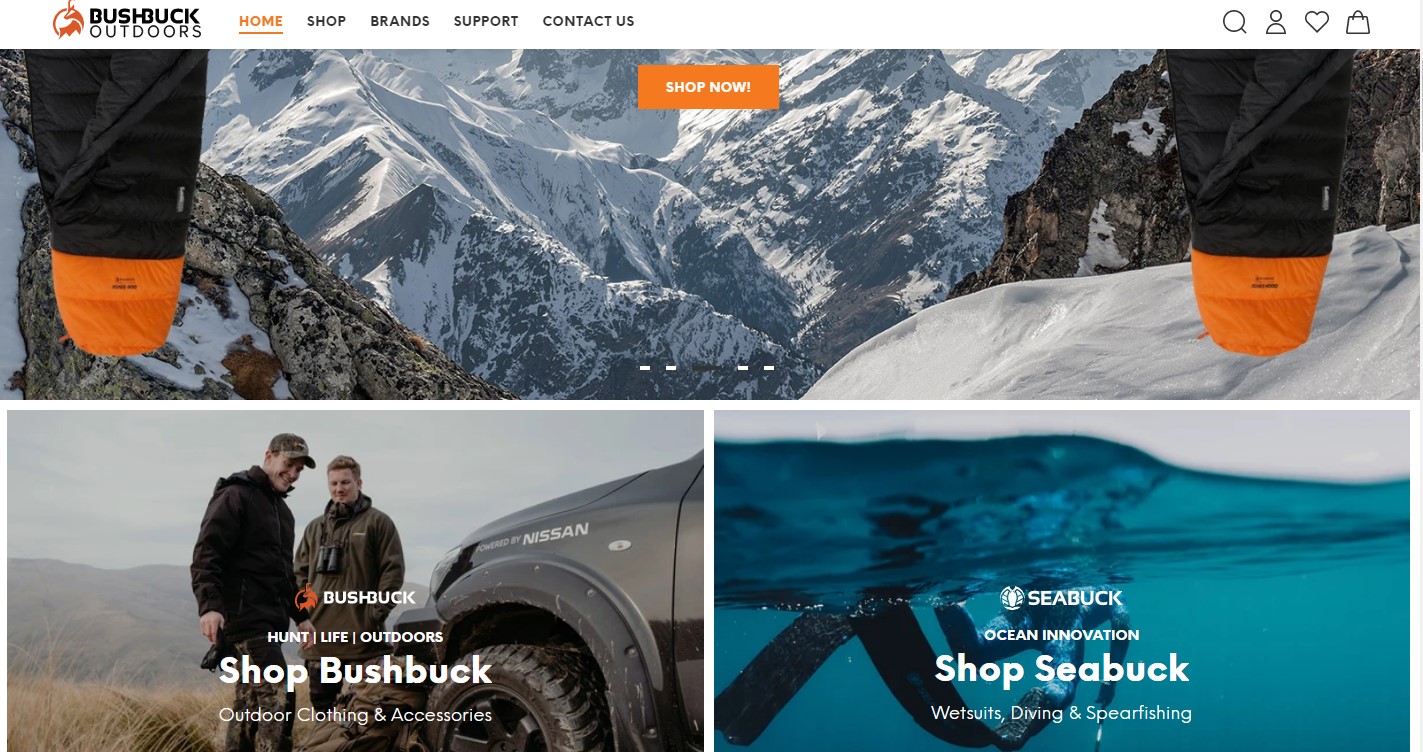 BUSHBUCK
OUTDOORS
HOME SHOP BRANDS SUPPORT CONTACT US
SHOP NOW!
POWERED BY NISSAN
BUSHBUCK
HUNT | LIFE | OUTDOORS
Shop Bushbuck
Outdoor Clothing & Accessories
SEABUCK
OCEAN INNOVATION
Shop Seabuck
Wetsuits, Diving & Spearfishing